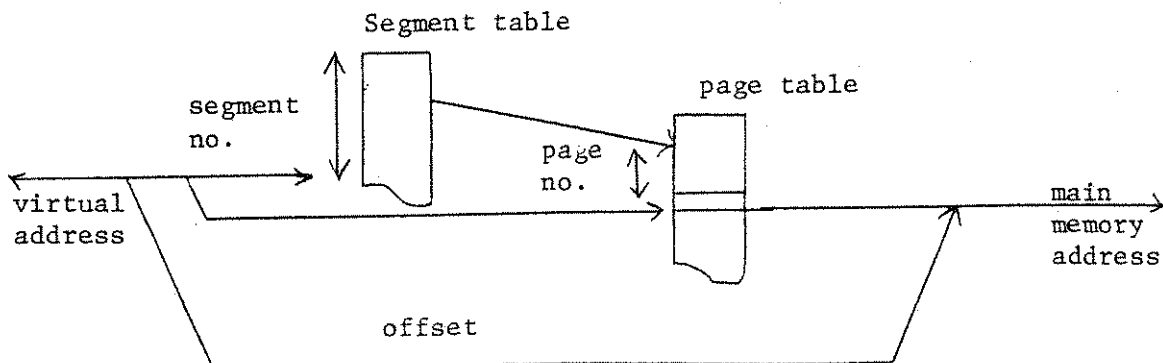 Segment table
segment
no.
page table
page
no.
virtual
address
main
memory
address
offset